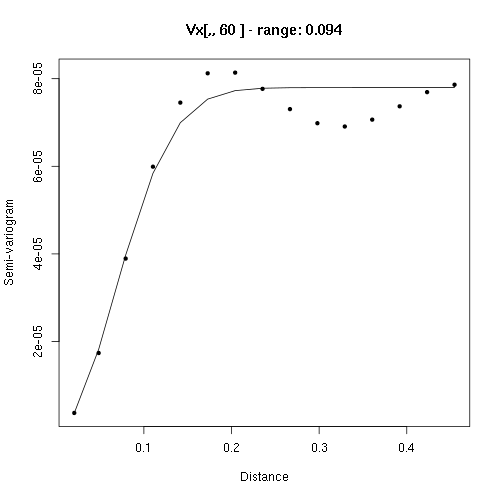 Vx[,, 60 ] - range: 0.094
8e-05
6e-05
4e-05
2e-05
Semi-variogram
0.1 0.2 0.3 0.4
Distance